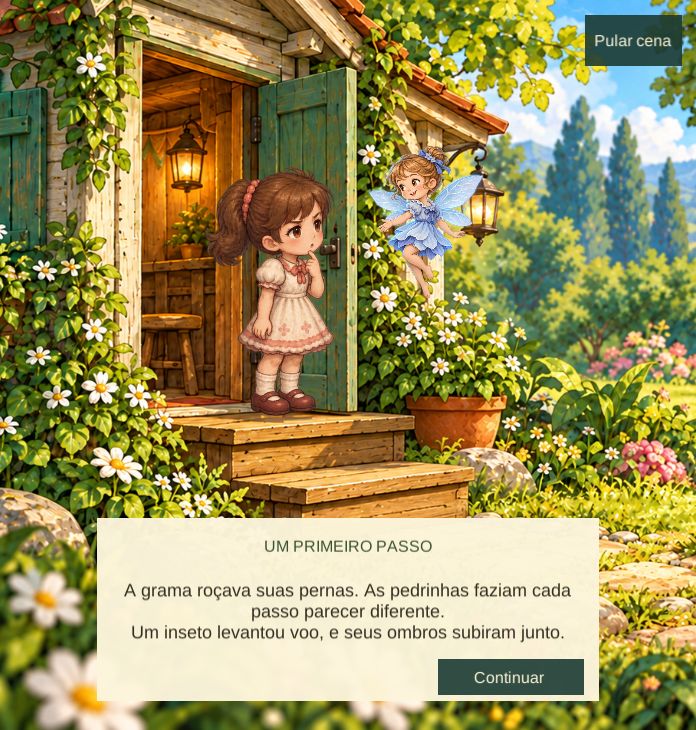 Pular cena
UM PRIMEIRO PASSO
A grama roçava suas pernas. As pedrinhas faziam cada
passo parecer diferente.
Um inseto levantou voo, e seus ombros subiram junto.
Continuar